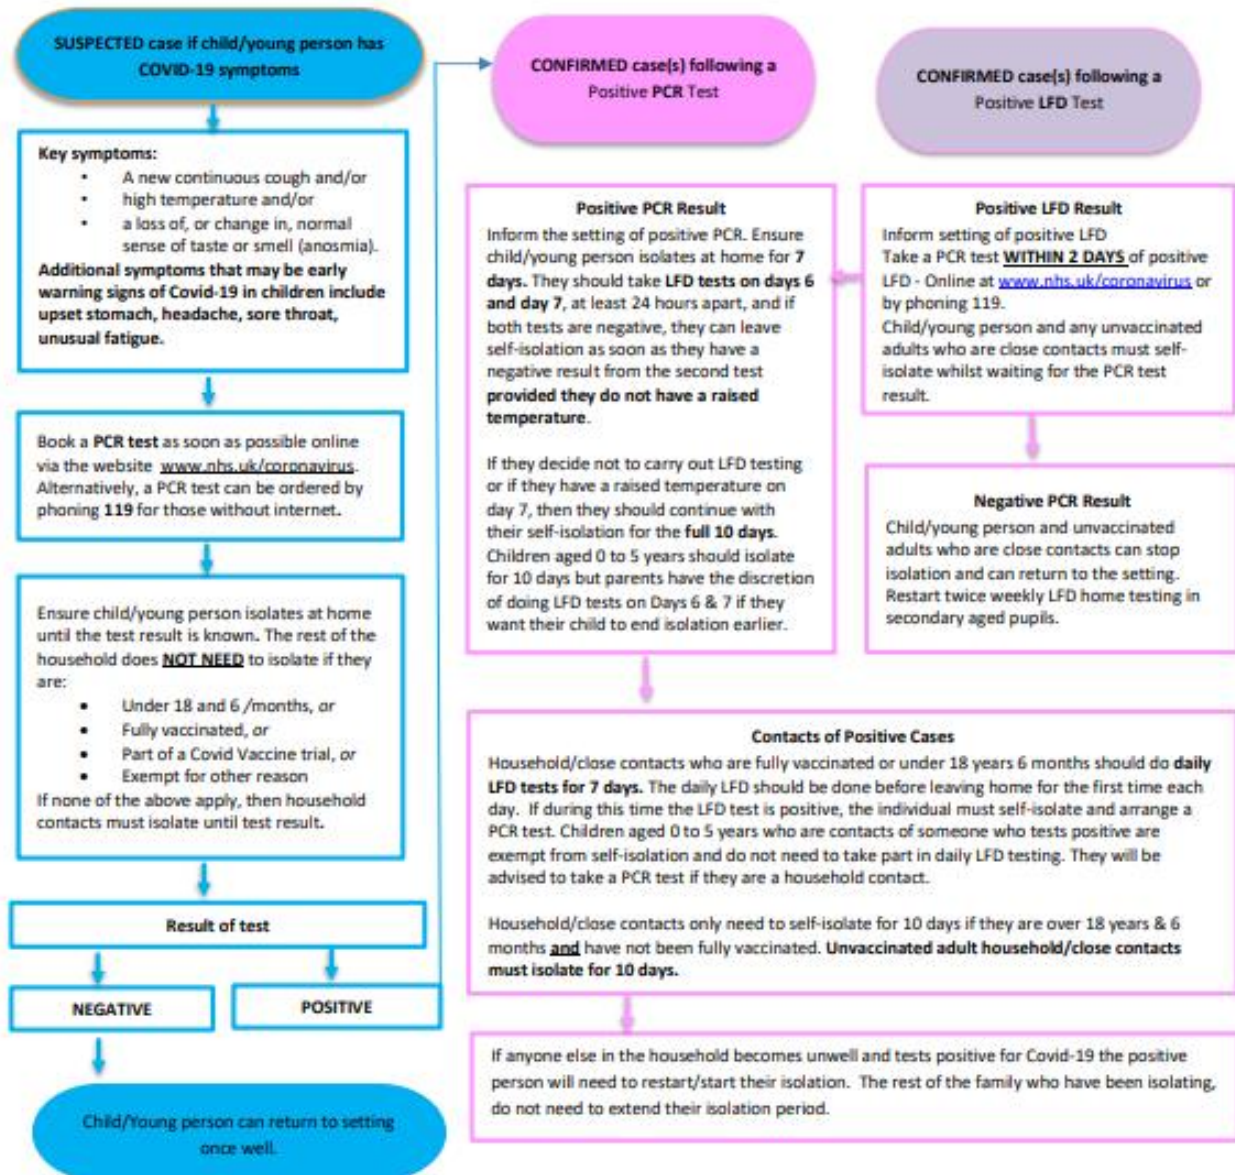 SUSPECTED case if child/young person has
COVID-19 symptoms
Key symptoms:
• A new continuous cough and/or
• high temperature and/or
• a loss of, or change in, normal
sense of taste or smell (anosmia).
Additional symptoms that may be early
warning signs of Covid-19 in children include
upset stomach, headache, sore throat,
unusual fatigue.
Book a PCR test as soon as possible online
via the website www.nhs.uk/coronavirus.
Alternatively, a PCR test can be ordered by
phoning 119 for those without internet.
Ensure child/young person isolates at home
until the test result is known. The rest of the
household does NOT NEED to isolate if they
are:
• Under 18 and 6 /months, or
• Fully vaccinated, or
• Part of a Covid Vaccine trial, or
• Exempt for other reason
If none of the above apply, then household
contacts must isolate until test result.
Result of test
NEGATIVE
POSITIVE
Child/Young person can return to setting
once well.
CONFIRMED case(s) following a
Positive PCR Test
Positive PCR Result
Inform the setting of positive PCR. Ensure
child/young person isolates at home for 7
days. They should take LFD tests on days 6
and day 7, at least 24 hours apart, and if
both tests are negative, they can leave
self-isolation as soon as they have a
negative result from the second test
provided they do not have a raised
temperature.
If they decide not to carry out LFD testing
or if they have a raised temperature on
day 7, then they should continue with
their self-isolation for the full 10 days.
Children aged 0 to 5 years should isolate
for 10 days but parents have the discretion
of doing LFD tests on Days 6 & 7 if they
want their child to end isolation earlier.
CONFIRMED case(s) following a
Positive LFD Test
Positive LFD Result
Inform setting of positive LFD
Take a PCR test WITHIN 2 DAYS of positive
LFD - Online at www.nhs.uk/coronavirus or
by phoning 119.
Child/young person and any unvaccinated
adults who are close contacts must self-
isolate whilst waiting for the PCR test
result.
Negative PCR Result
Child/young person and unvaccinated
adults who are close contacts can stop
isolation and can return to the setting.
Restart twice weekly LFD home testing in
secondary aged pupils.
Contacts of Positive Cases
Household/close contacts who are fully vaccinated or under 18 years 6 months should do daily
LFD tests for 7 days. The daily LFD should be done before leaving home for the first time each
day. If during this time the LFD test is positive, the individual must self-isolate and arrange a
PCR test. Children aged 0 to 5 years who are contacts of someone who tests positive are
exempt from self-isolation and do not need to take part in daily LFD testing. They will be
advised to take a PCR test if they are a household contact.
Household/close contacts only need to self-isolate for 10 days if they are over 18 years & 6
months and have not been fully vaccinated. Unvaccinated adult household/close contacts
must isolate for 10 days.
If anyone else in the household becomes unwell and tests positive for Covid-19 the positive
person will need to restart/start their isolation. The rest of the family who have been isolating,
do not need to extend their isolation period.